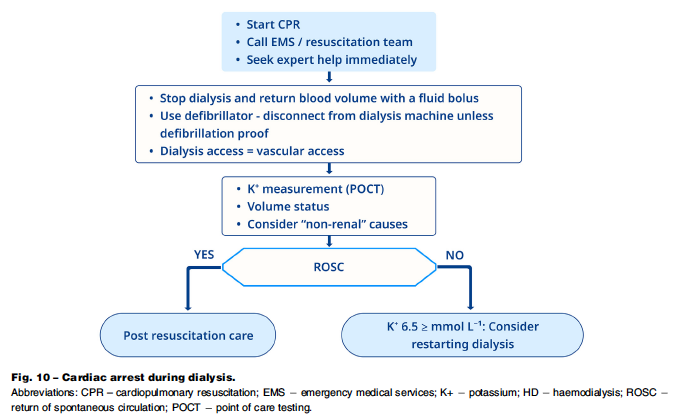 • Start CPR
• Call EMS / resuscitation team
• Seek expert help immediately
• Stop dialysis and return blood volume with a fluid bolus
• Use defibrillator - disconnect from dialysis machine unless
defibrillation proof
• Dialysis access = vascular access
• K⁺ measurement (POCT)
• Volume status
• Consider “non-renal” causes
YES
ROSC
NO
Post resuscitation care
K⁺ 6.5 ≥ mmol L⁻¹: Consider
restarting dialysis
Fig. 10 – Cardiac arrest during dialysis.
Abbreviations: CPR – cardiopulmonary resuscitation; EMS – emergency medical services; K+ – potassium; HD – haemodialysis; ROSC –
return of spontaneous circulation; POCT – point of care testing.